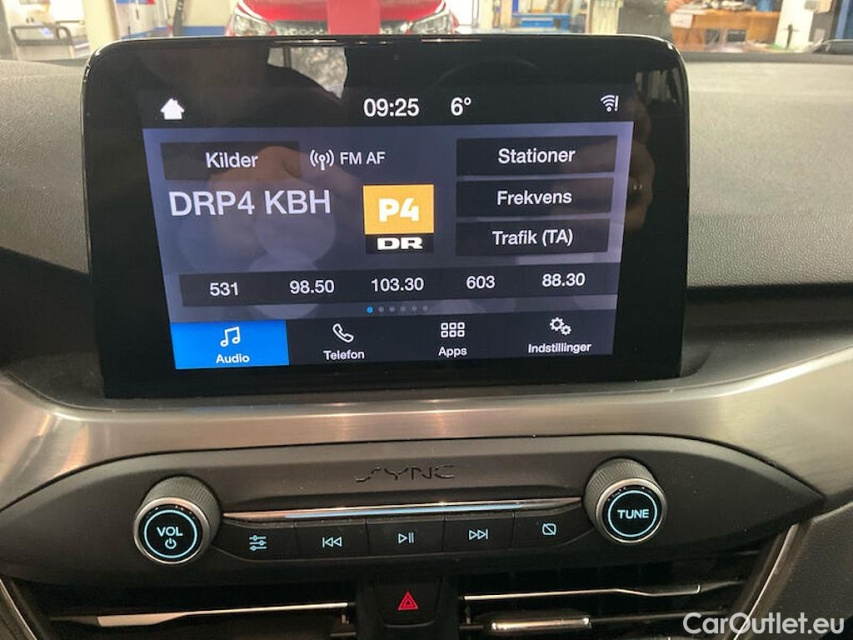 09:25 6°
Kilder FM AF Stationer
DRP4 KBH P4 Frekvens
DR Trafik (TA)
531 98.50 103.30 603 88.30
Audio Telefon Apps Indstillinger
SYNC
VOL TUNE
CarOutlet.eu